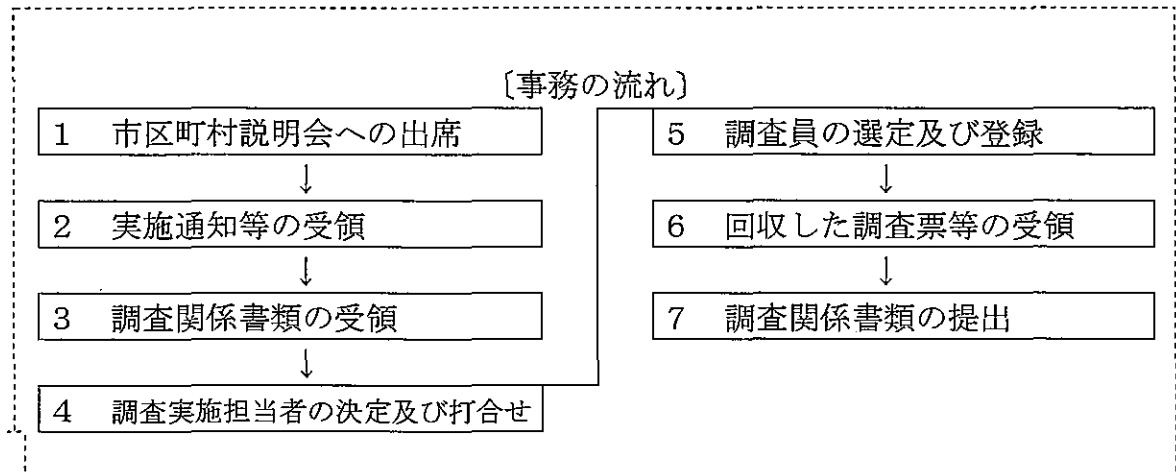 〔事務の流れ〕
1 市区町村説明会への出席
↓
2 実施通知等の受領
↓
3 調査関係書類の受領
↓
4 調査実施担当者の決定及び打合せ
5 調査員の選定及び登録
↓
6 回収した調査票等の受領
↓
7 調査関係書類の提出